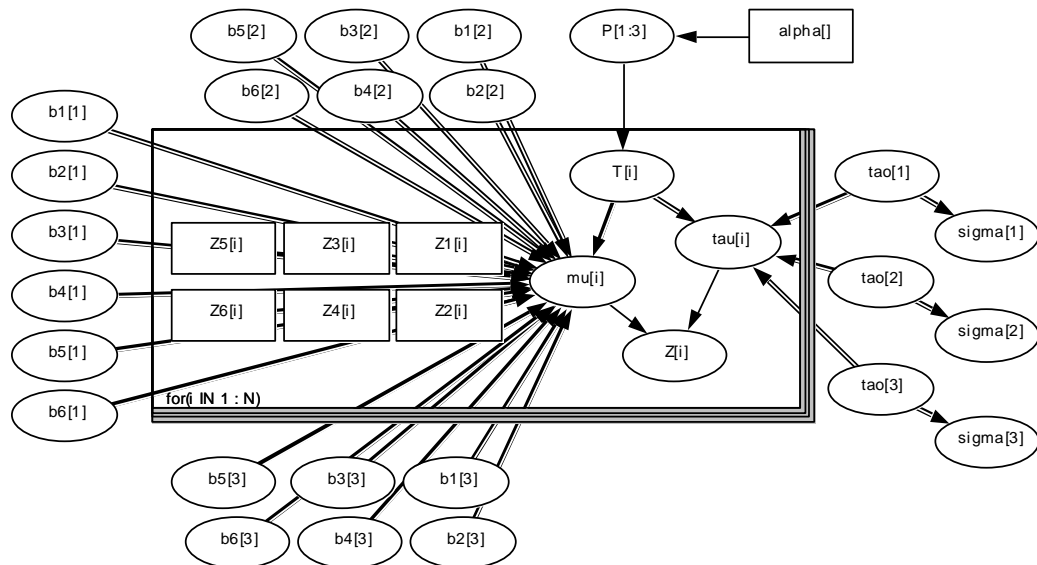 b5[2]
b3[2]
b1[2]
P[1:3]
alpha[]
b6[2]
b4[2]
b2[2]
b1[1]
b2[1]
T[i]
tao[1]
b3[1]
Z5[i]
Z3[i]
Z1[i]
tau[i]
sigma[1]
b4[1]
mu[i]
tao[2]
Z6[i]
Z4[i]
Z2[i]
sigma[2]
b5[1]
Z[i]
tao[3]
b6[1]
for(i IN 1 : N)
sigma[3]
b5[3]
b3[3]
b1[3]
b6[3]
b4[3]
b2[3]